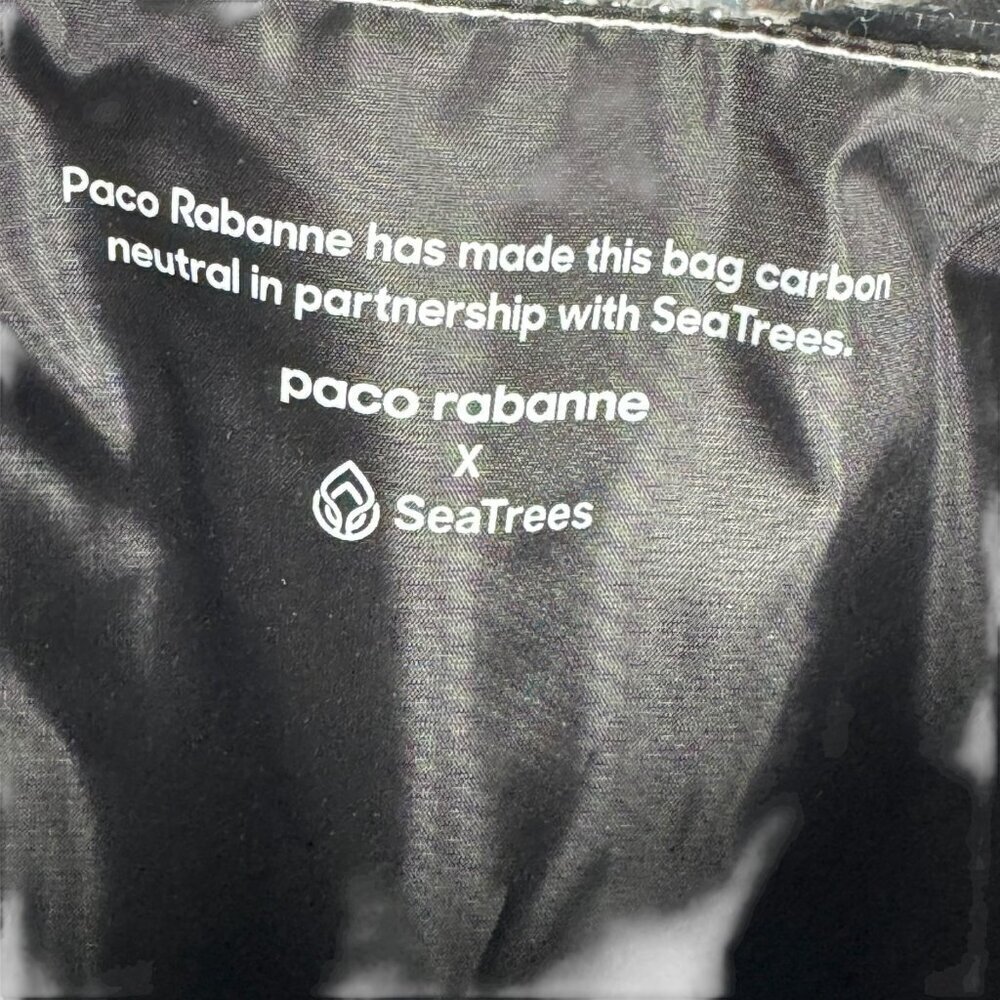 Paco Rabanne has made this bag carbon
neutral in partnership with SeaTrees.
paco rabanne
X
SeaTrees